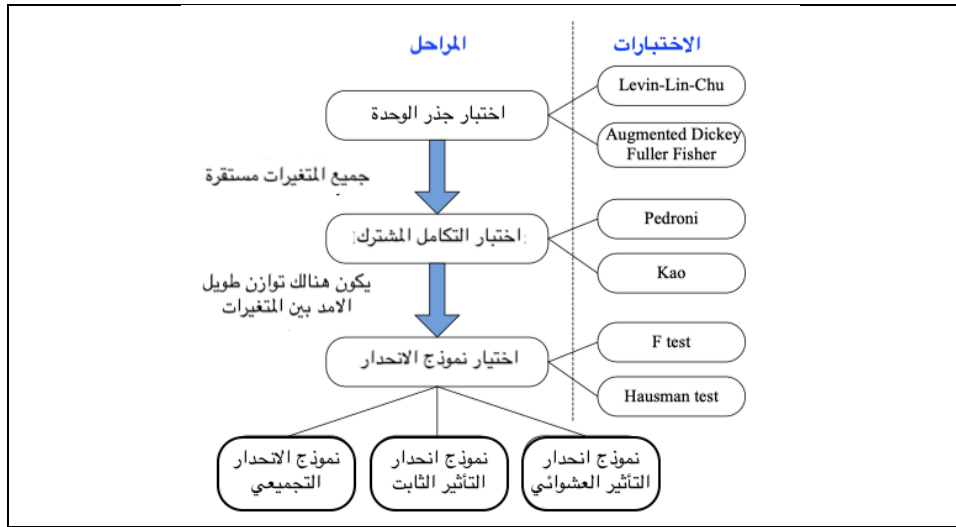 المراحل
الاختبارات
اختبار جذر الوحدة
Levin-Lin-Chu
Augmented Dickey
Fuller Fisher
جميع المتغيرات مستقرة
اختبار التكامل المشترك
Pedroni
Kao
يكون هنالك توازن طويل
الامد بين المتغيرات
اختيار نموذج الانحدار
F test
Hausman test
نموذج انحدار
التأثير العشوائي
نموذج انحدار
التأثير الثابت
نموذج الانحدار
التجميعي